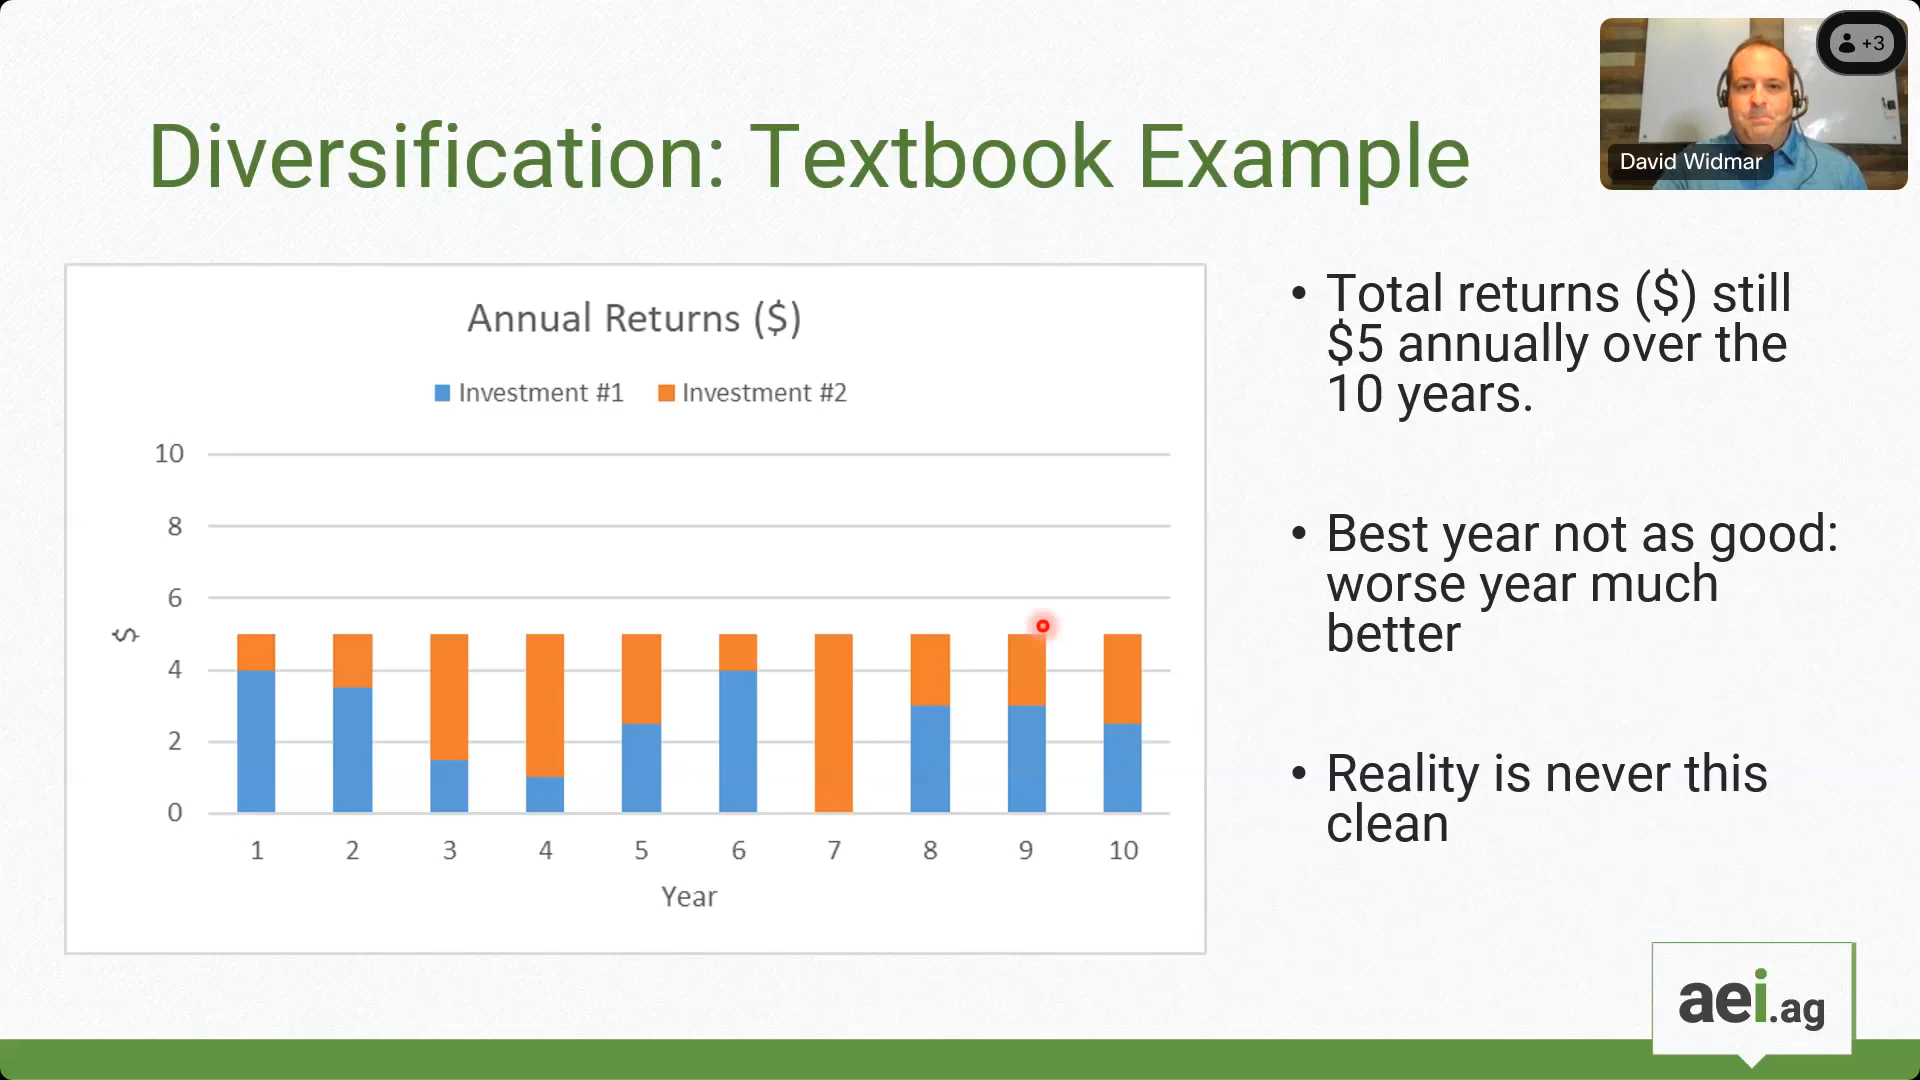 +3
David Widmar
Diversification: Textbook Example
Annual Returns ($)
Investment #1 Investment #2
10
8
6
4
2
0
$
1 2 3 4 5 6 7 8 9 10
Year
• Total returns ($) still
$5 annually over the
10 years.
• Best year not as good:
worse year much
better
• Reality is never this
clean
aei.ag